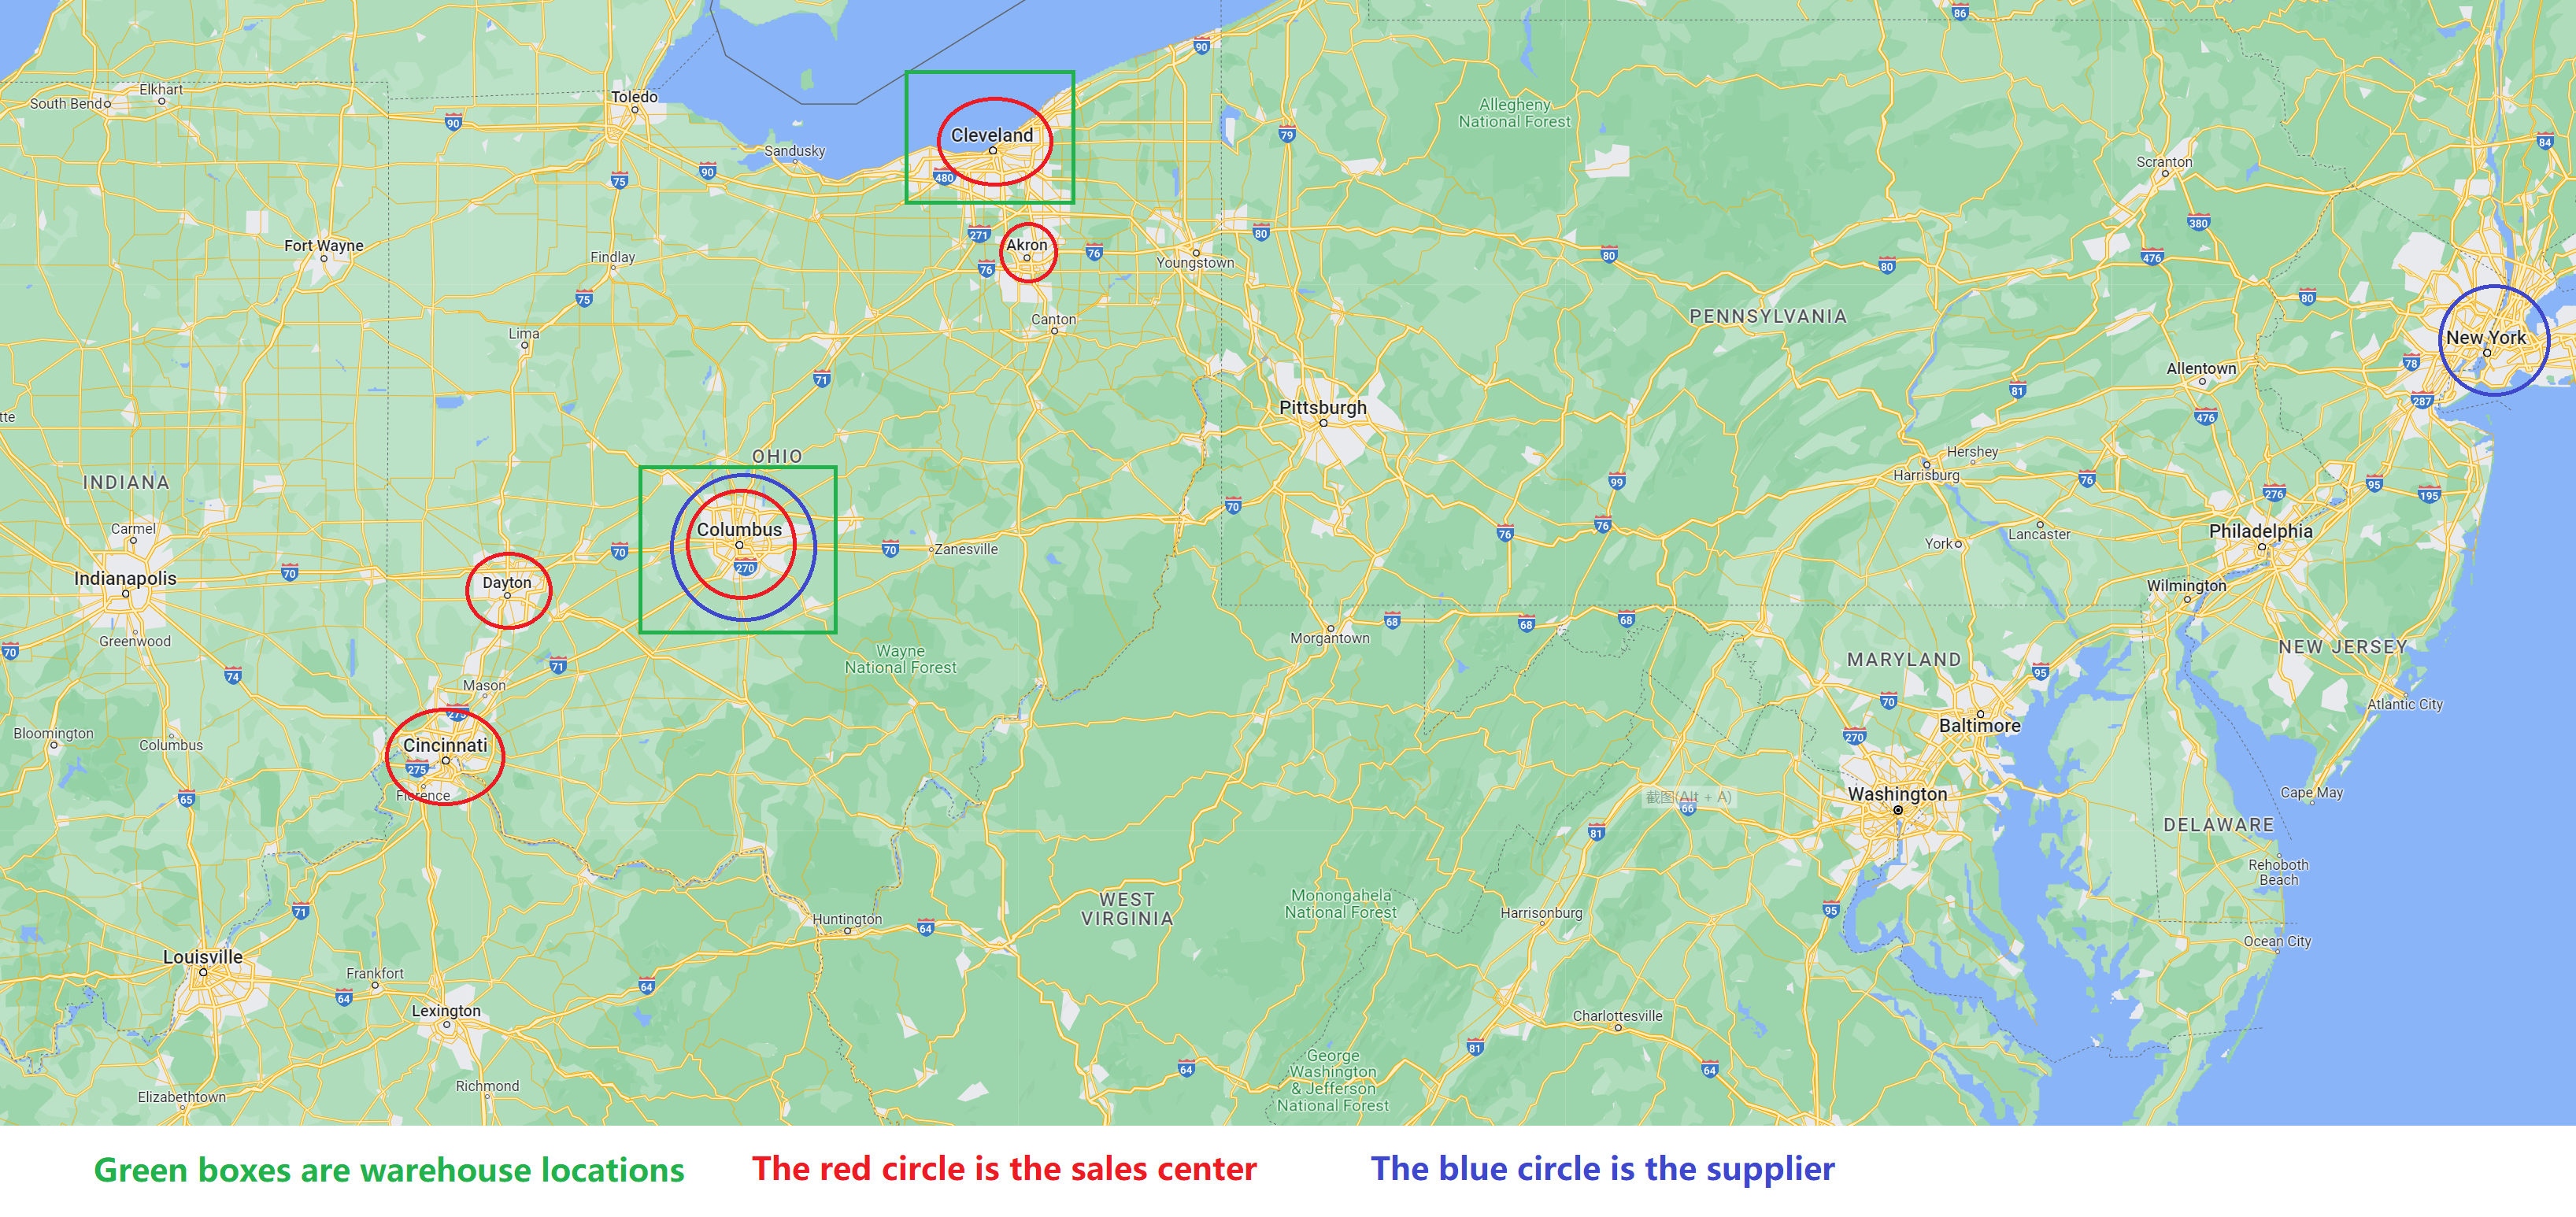 86
90
South Bend
Elkhart
Toledo
90
Allegheny
National Forest
79
Cleveland
84
Sandusky
90
75
480
Scranton
380
271
Akron
80
Fort Wayne
76
76
Youngstown
80
80
476
Findlay
75
80
Canton
PENNSYLVANIA
Lima
New York
78
Allentown
71
81
287
Pittsburgh
476
tte
OHIO
Hershey
Harrisburg
INDIANA
99
76
276
95
195
70
Carmel
Columbus
76
76
Philadelphia
Lancaster
York
70
70
Zanesville
270
70
Indianapolis
Dayton
Wilmington
Greenwood
68
68
68
Morgantown
70
Wayne
National Forest
NEW JERSEY
MARYLAND
71
74
95
Mason
70
Atlantic City
275
Bloomington
Columbus
Cincinnati
Baltimore
270
275
Florence
65
截图(Alt + A)
66
Washington
Cape May
81
DELAWARE
Rehoboth
Beach
WEST
VIRGINIA
Monongahela
National Forest
71
Huntington
64
Harrisonburg
95
Ocean City
Louisville
Frankfort
64
64
Lexington
Charlottesville
81
George
Washington
& Jefferson
National Forest
64
64
Richmond
Elizabethtown
Green boxes are warehouse locations
The red circle is the sales center
The blue circle is the supplier